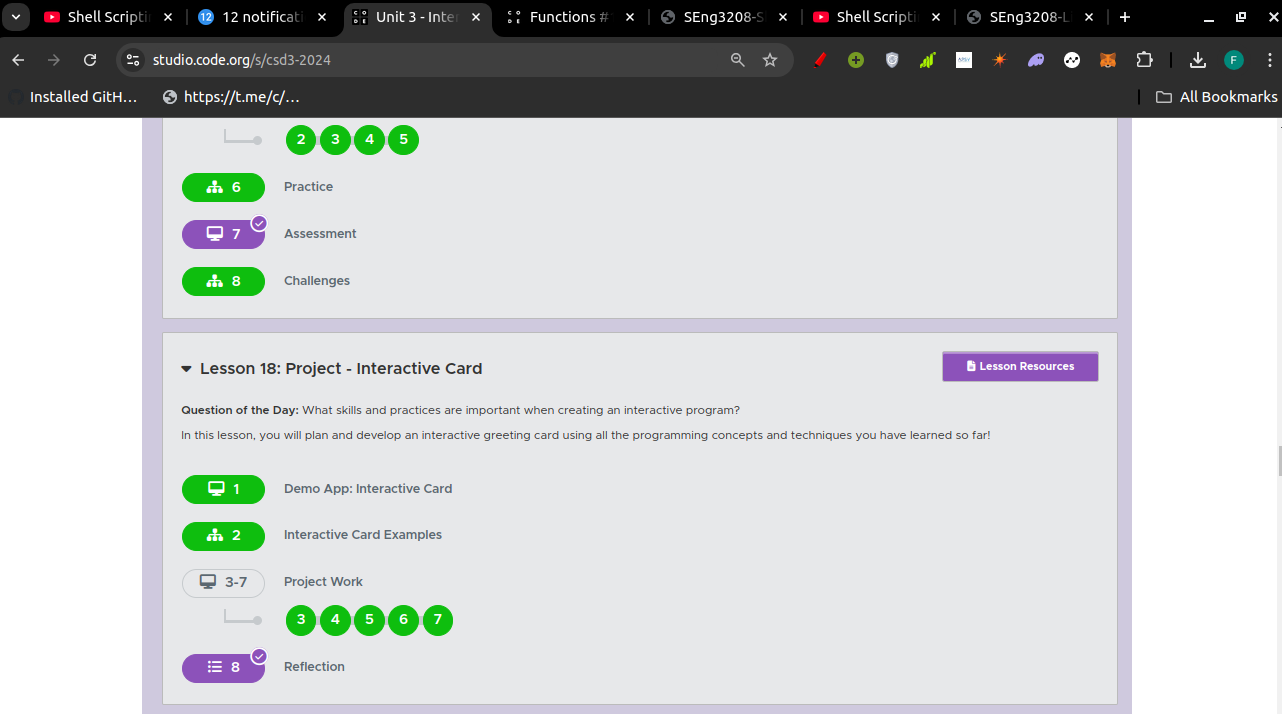 Shell Scriptin
12 notificati
Unit 3 - Inter
Functions #
SEng3208-S
Shell Scripti
SEng3208-L
studio.code.org/s/csd3-2024
F
Installed GitH...
https://t.me/c/...
All Bookmarks
2 3 4 5
6 Practice
7 Assessment
8 Challenges
Lesson 18: Project - Interactive Card
Lesson Resources
Question of the Day: What skills and practices are important when creating an interactive program?
In this lesson, you will plan and develop an interactive greeting card using all the programming concepts and techniques you have learned so far!
1 Demo App: Interactive Card
2 Interactive Card Examples
3-7 Project Work
3 4 5 6 7
8 Reflection